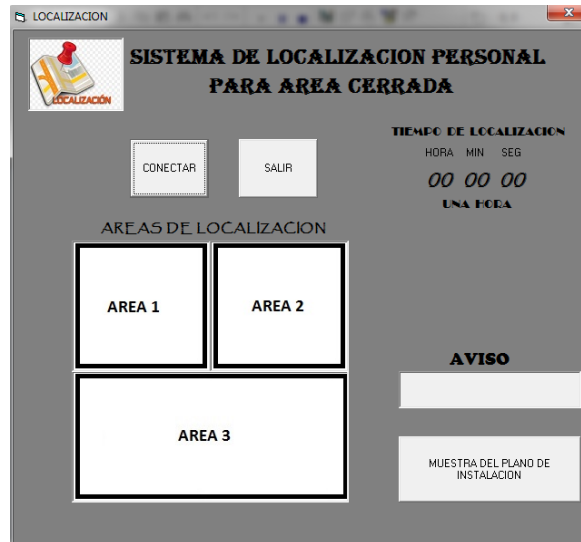 LOCALIZACION
LOCALIZACIÓN
SISTEMA DE LOCALIZACION PERSONAL
PARA AREA CERRADA
TIEMPO DE LOCALIZACION
HORA MIN SEG
00 00 00
UNA HORA
CONECTAR
SALIR
AREAS DE LOCALIZACION
AREA 1
AREA 2
AREA 3
AVISO
MUESTRA DEL PLANO DE
INSTALACION